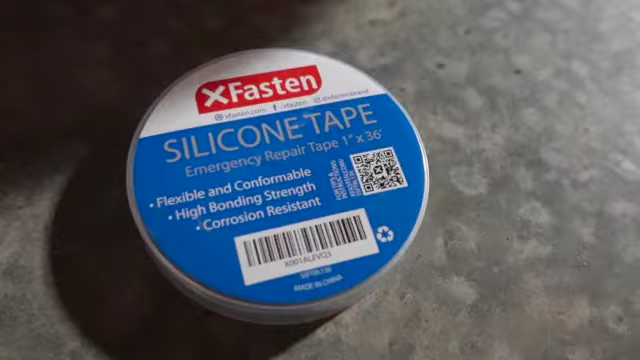 XFasten
xfasten.com /xfasten @xfastenbrand
SILICONE TAPE
Emergency Repair Tape 1" x 36'
• Flexible and Conformable
• High Bonding Strength
• Corrosion Resistant
X001ALEVQ3
MADE IN CHINA